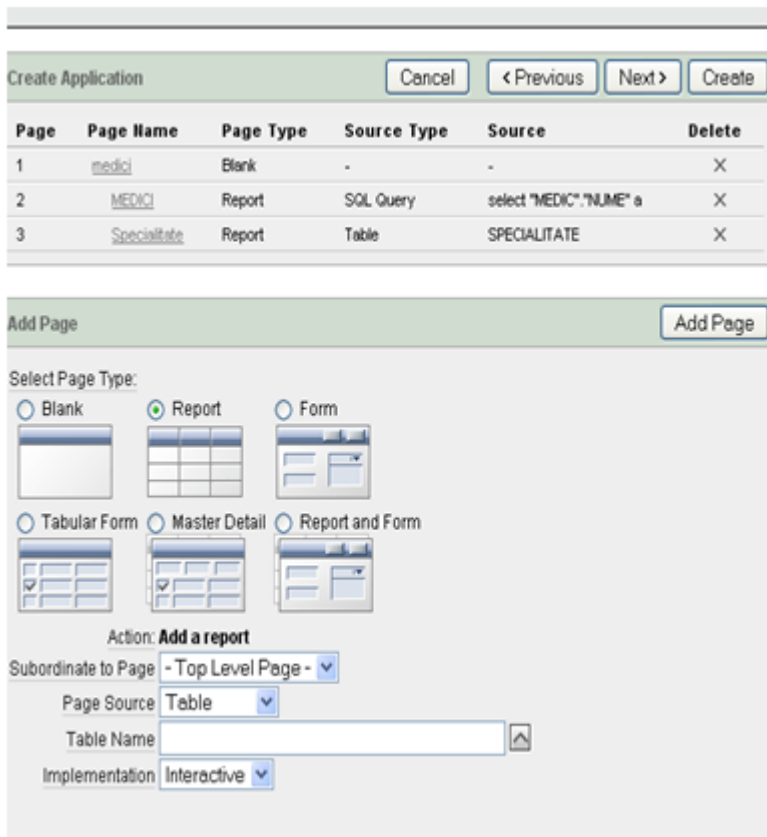 Create Application Cancel < Previous Next > Create
Page Page Name Page Type Source Type Source Delete
1 medici Blank - - X
2 MEDICI Report SQL Query select "MEDIC"."NUME" a X
3 Specialitate Report Table SPECIALITATE X
Add Page Add Page
Select Page Type:
Blank Report Form
Tabular Form Master Detail Report and Form
Action: Add a report
Subordinate to Page - Top Level Page -
Page Source Table
Table Name
Implementation Interactive